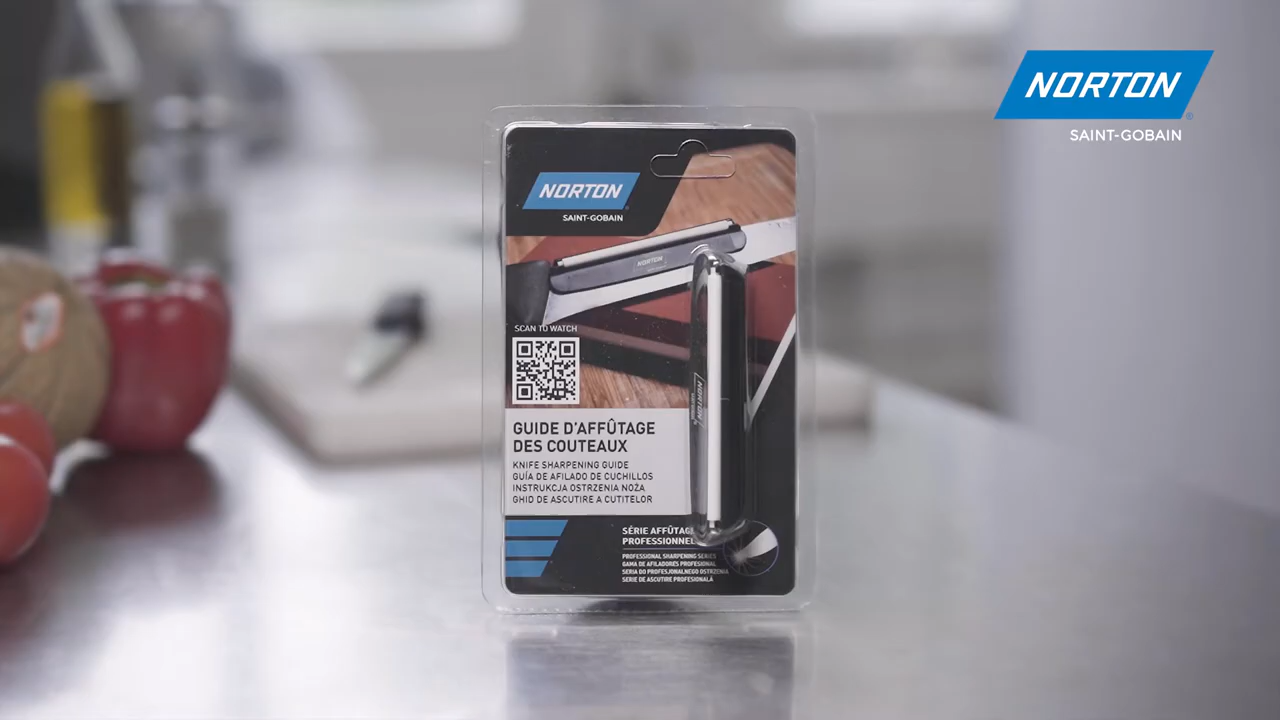 NORTON
SAINT-GOBAIN
NORTON
SAINT-GOBAIN
NORTON
SCAN TO WATCH
NORTON
GUIDE D'AFFÛTAGE
DES COUTEAUX
KNIFE SHARPENING GUIDE
GUÍA DE AFILADO DE CUCHILLOS
INSTRUKCJA OSTRZENIA NOŻA
GHID DE ASCUTIRE A CUTITELOR
SÉRIE AFFÛTAG
PROFESSIONNEL
PROFESSIONAL SHARPENING SERIES
GAMA DE AFILADORES PROFESIONAL
SERIA DO PROFESJONALNEGO OSTRZENIA
SERIE DE ASCUTIRE PROFESIONALĂ